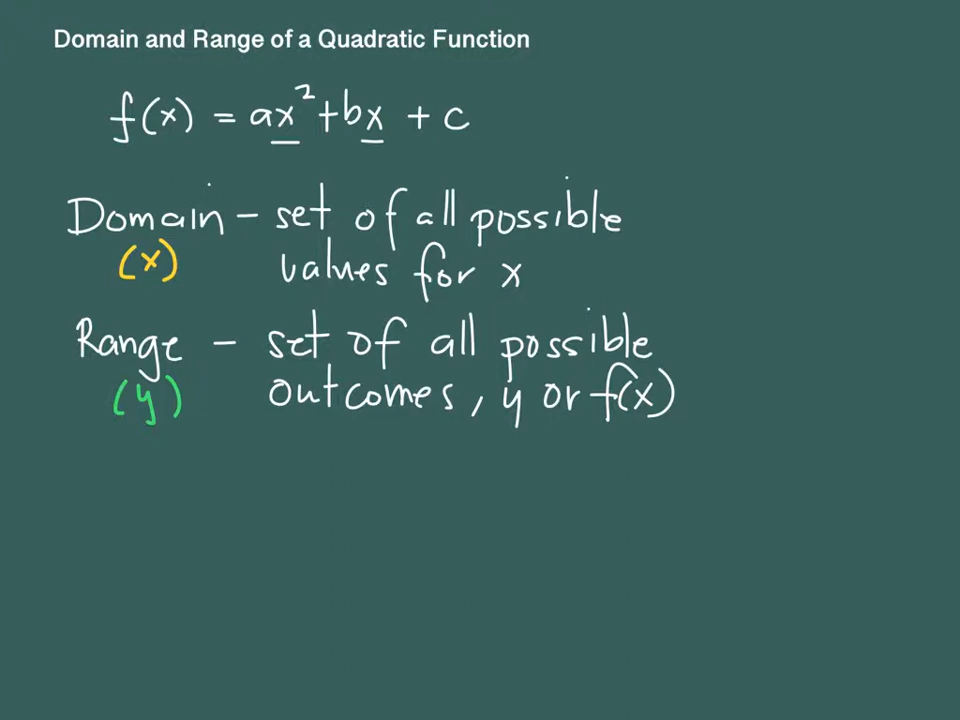 Domain and Range of a Quadratic Function
f(x) = ax²+bx + c
Domain – set of all possible
(x) values for x
Range – set of all possible
(y) outcomes, y or f(x)